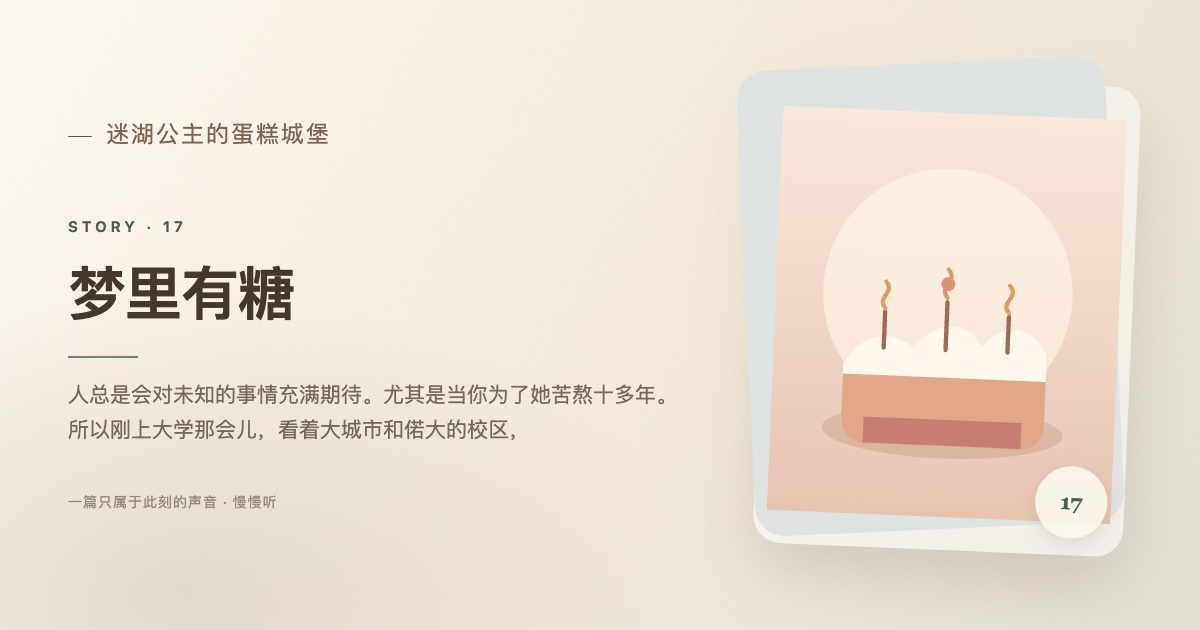 — 迷湖公主的蛋糕城堡
STORY · 17
梦里有糖
人总是会对未知的事情充满期待。尤其是当你为了她苦熬十多年。
所以刚上大学那会儿，看着大城市和偌大的校区，
一篇只属于此刻的声音 · 慢慢听
17